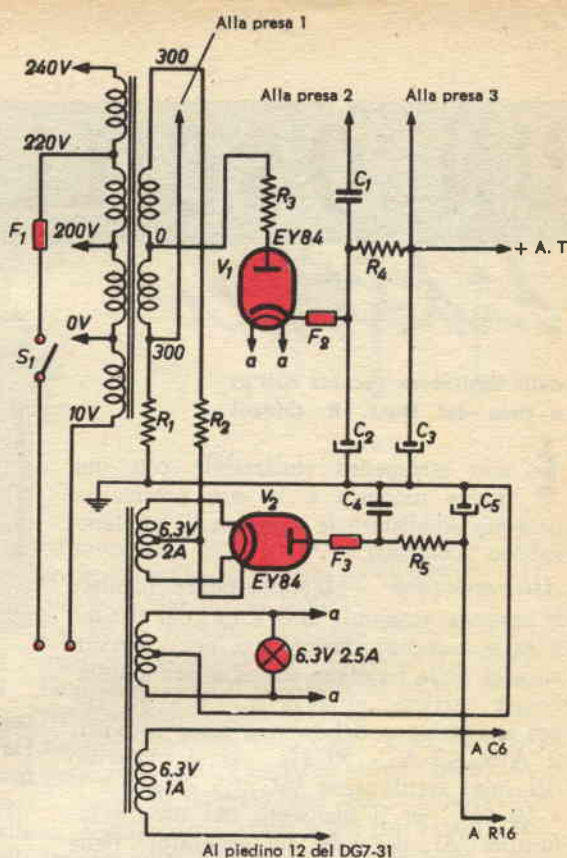 Alla presa 1
240V
300
Alla presa 2
Alla presa 3
220V
C1
R3
F1
200V
0
EY84
R4
+ A. T
V1
F2
0V
a a
S1
300
10V
R1
R2
C2
C3
V2
C4
C5
6.3V
2A
EY84
F3
R5
a
6.3V 2.5A
a
6.3V
1A
A C6
A R16
Al piedino 12 del DG7-31